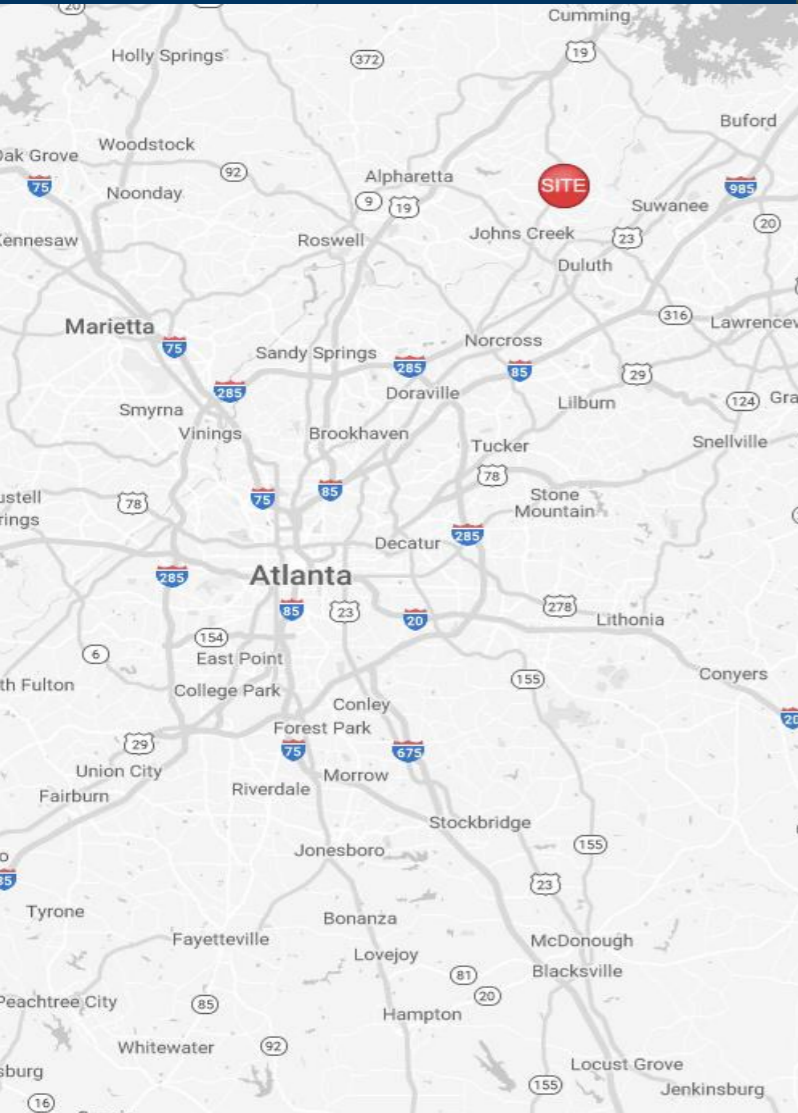 20
Cumming
19
Holly Springs
372
Buford
Woodstock
Oak Grove
92
Alpharetta
SITE
75
985
Noonday
9
19
Suwanee
20
Kennesaw
Roswell
Johns Creek
23
Duluth
316
Marietta
Lawrencev
75
Norcross
Sandy Springs
285
85
29
285
Doraville
124
Gra
Smyrna
Lilburn
Vinings
Brookhaven
Tucker
Snellville
78
75
85
ustell
rings
78
Stone
Mountain
285
Decatur
285
Atlanta
85
23
20
278
Lithonia
154
6
East Point
Conyers
155
th Fulton
College Park
Conley
20
Forest Park
29
75
675
Union City
Morrow
Fairburn
Riverdale
Stockbridge
155
Jonesboro
o
85
23
Tyrone
Bonanza
Fayetteville
McDonough
Lovejoy
Blacksville
81
20
Peachtree City
85
Hampton
Whitewater
92
Locust Grove
sburg
155
Jenkinsburg
16